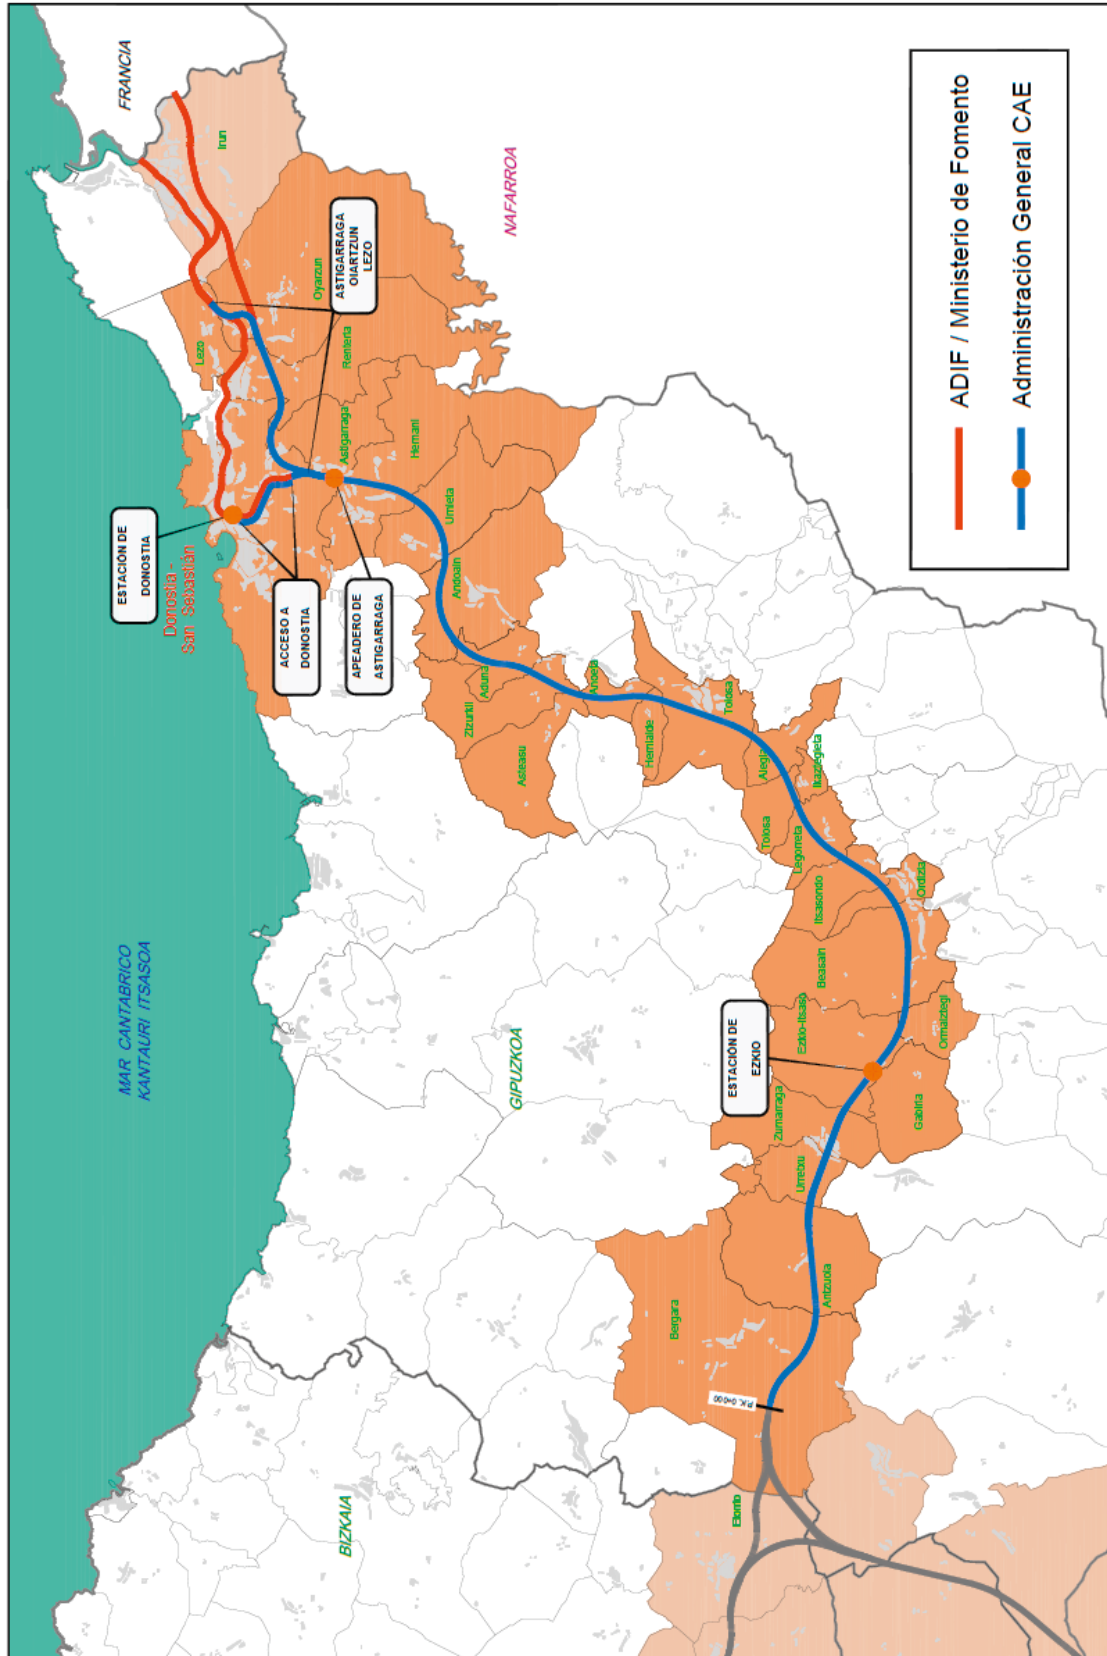 MAR CANTABRICO
KANTAURI ITSASOA
FRANCIA
NAFARROA
GIPUZKOA
BIZKAIA
ESTACIÓN DE
DONOSTIA
Donostia -
San Sebastián
ACCESO A
DONOSTIA
APEADERO DE
ASTIGARRAGA
ASTIGARRAGA
OIARTZUN
LEZO
ESTACIÓN DE
EZKIO
P.K. 0+000
Elorrio
Bergara
Antzuola
Urretxu
Zumarraga
Gabiria
Ezkio-Itsaso
Ormaiztegi
Beasain
Itsasondo
Ordizia
Legorreta
Tolosa
Ikaztegieta
Alegia
Tolosa
Hernialde
Anoeta
Asteasu
Zizurkil
Aduna
Andoain
Urnieta
Hernani
Astigarraga
Renteria
Oyarzun
Lezo
Irun
ADIF / Ministerio de Fomento
Administración General CAE